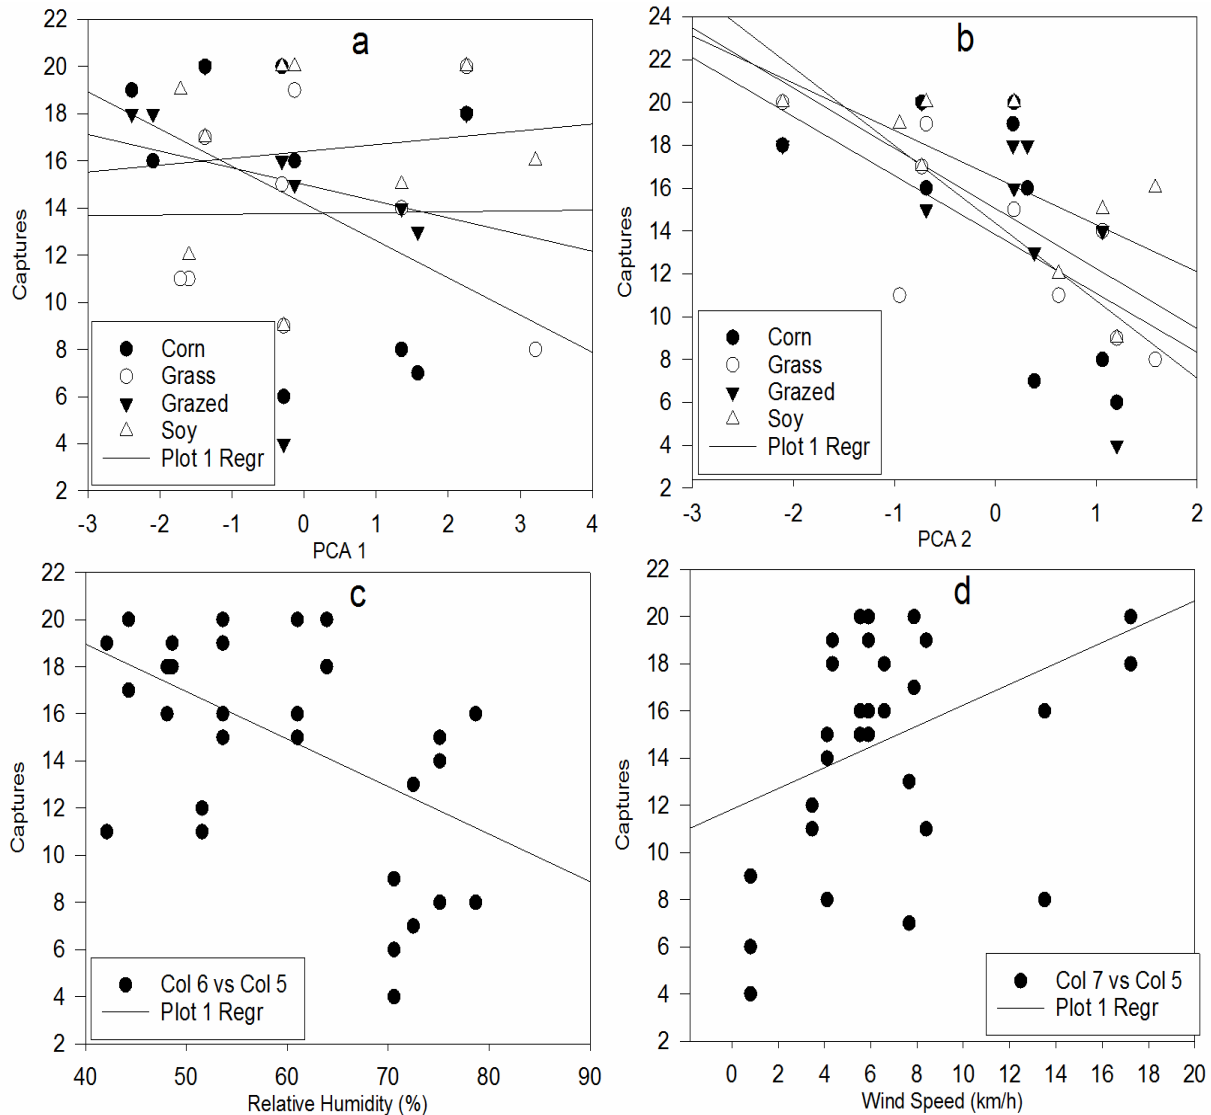 a
22
20
18
16
14
12
10
8
6
4
2
Captures
Corn
Grass
Grazed
Soy
Plot 1 Regr
-3 -2 -1 0 1 2 3 4
PCA 1
b
24
22
20
18
16
14
12
10
8
6
4
2
Captures
Corn
Grass
Grazed
Soy
Plot 1 Regr
-3 -2 -1 0 1 2
PCA 2
c
22
20
18
16
14
12
10
8
6
4
2
Captures
Col 6 vs Col 5
Plot 1 Regr
40 50 60 70 80 90
Relative Humidity (%)
d
22
20
18
16
14
12
10
8
6
4
2
Captures
Col 7 vs Col 5
Plot 1 Regr
0 2 4 6 8 10 12 14 16 18 20
Wind Speed (km/h)